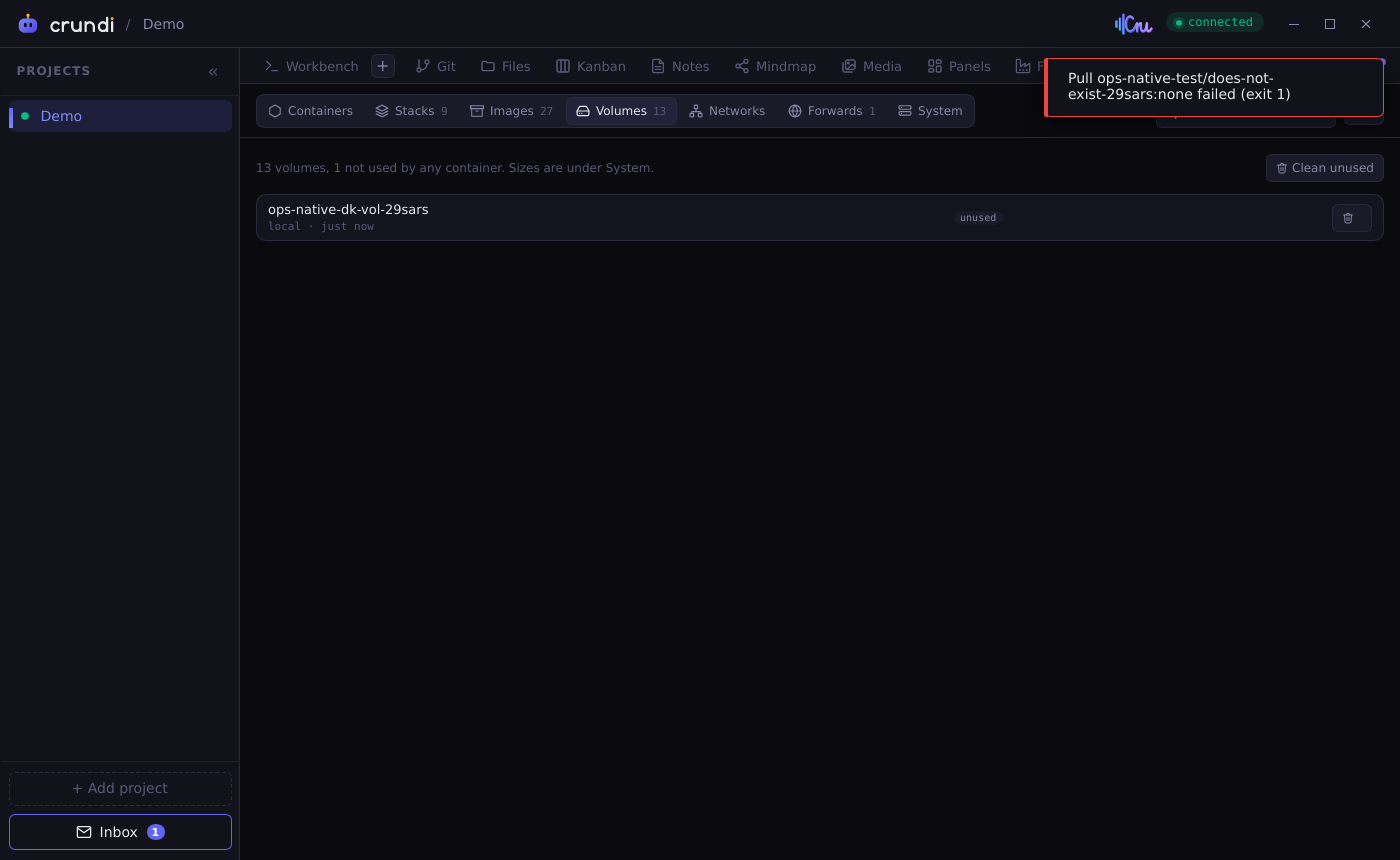 crundi / Demo
Cru
connected
PROJECTS
Demo
+ Add project
Inbox 1
Workbench
Git
Files
Kanban
Notes
Mindmap
Media
Panels
Pull ops-native-test/does-not-
exist-29sars:none failed (exit 1)
Containers
Stacks 9
Images 27
Volumes 13
Networks
Forwards 1
System
13 volumes, 1 not used by any container. Sizes are under System.
Clean unused
ops-native-dk-vol-29sars
local · just now
unused